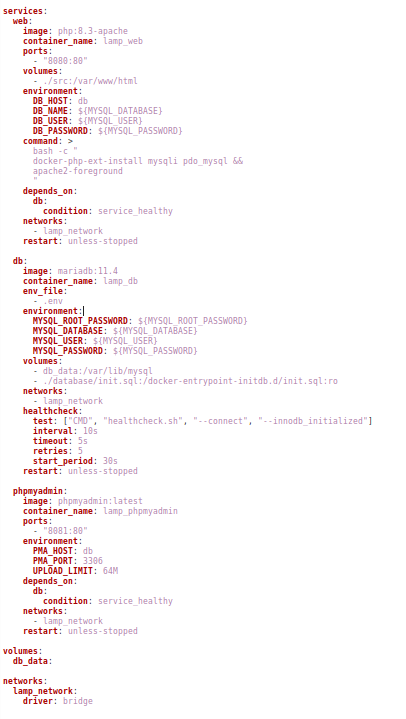 services:
  web:
    image: php:8.3-apache
    container_name: lamp_web
    ports:
      - "8080:80"
    volumes:
      - ./src:/var/www/html
    environment:
      DB_HOST: db
      DB_NAME: ${MYSQL_DATABASE}
      DB_USER: ${MYSQL_USER}
      DB_PASSWORD: ${MYSQL_PASSWORD}
    command: >
      bash -c "
      docker-php-ext-install mysqli pdo_mysql &&
      apache2-foreground
      "
    depends_on:
      db:
        condition: service_healthy
    networks:
      - lamp_network
    restart: unless-stopped

  db:
    image: mariadb:11.4
    container_name: lamp_db
    env_file:
      - .env
    environment:
      MYSQL_ROOT_PASSWORD: ${MYSQL_ROOT_PASSWORD}
      MYSQL_DATABASE: ${MYSQL_DATABASE}
      MYSQL_USER: ${MYSQL_USER}
      MYSQL_PASSWORD: ${MYSQL_PASSWORD}
    volumes:
      - db_data:/var/lib/mysql
      - ./database/init.sql:/docker-entrypoint-initdb.d/init.sql:ro
    networks:
      - lamp_network
    healthcheck:
      test: ["CMD", "healthcheck.sh", "--connect", "--innodb_initialized"]
      interval: 10s
      timeout: 5s
      retries: 5
      start_period: 30s
    restart: unless-stopped

  phpmyadmin:
    image: phpmyadmin:latest
    container_name: lamp_phpmyadmin
    ports:
      - "8081:80"
    environment:
      PMA_HOST: db
      PMA_PORT: 3306
      UPLOAD_LIMIT: 64M
    depends_on:
      db:
        condition: service_healthy
    networks:
      - lamp_network
    restart: unless-stopped

volumes:
  db_data:

networks:
  lamp_network:
    driver: bridge